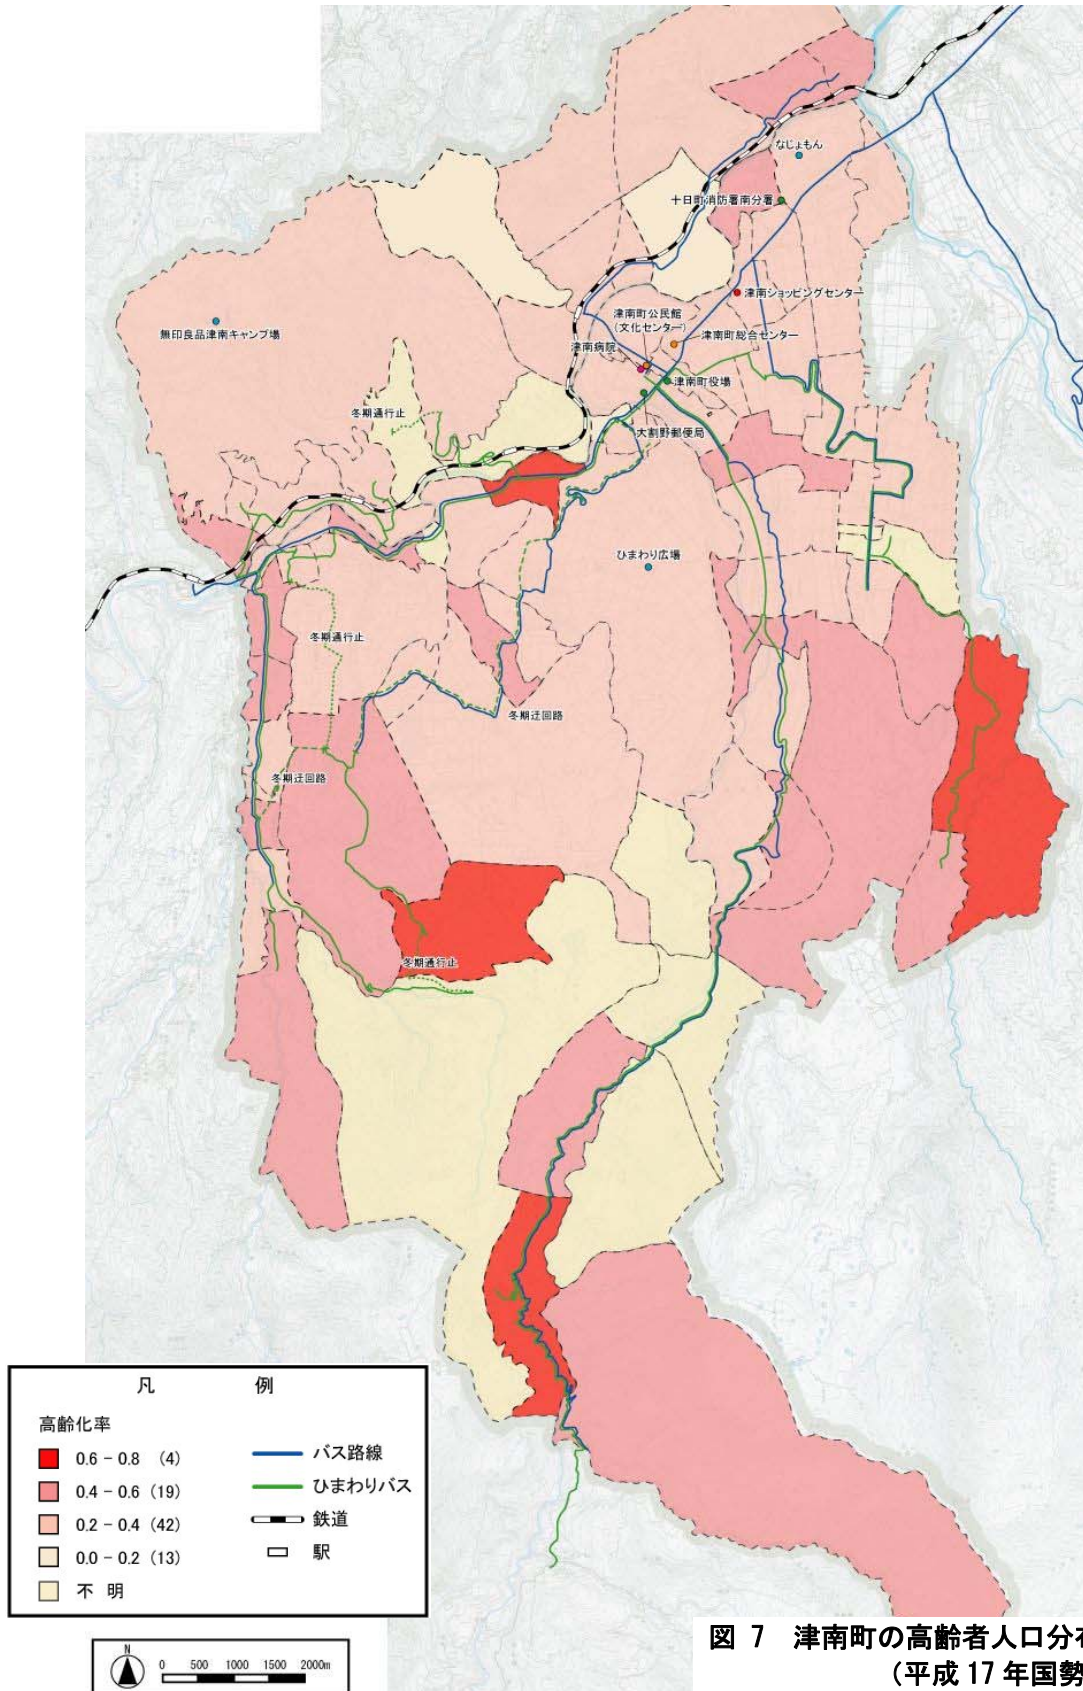 なじょもん
十日町消防署南分署
津南ショッピングセンター
津南町公民館
(文化センター)
津南町総合センター
無印良品津南キャンプ場
津南病院
津南町役場
冬期通行止
大割野郵便局
ひまわり広場
冬期通行止
冬期迂回路
冬期迂回路
冬期通行止
凡 例
高齢化率
0.6 - 0.8 (4)
0.4 - 0.6 (19)
0.2 - 0.4 (42)
0.0 - 0.2 (13)
不 明
バス路線
ひまわりバス
鉄道
駅
N
0 500 1000 1500 2000m
図 7 津南町の高齢者人口分
(平成 17 年国勢